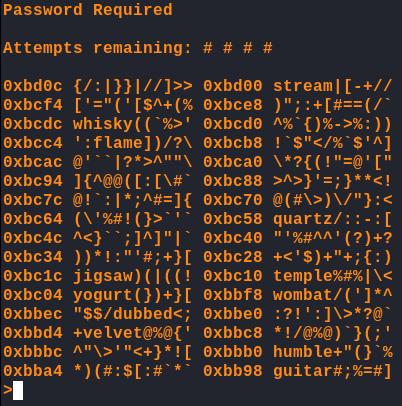 Password Required
Attempts remaining: # # # #
0xbd0c {/:|}}|//]>> 0xbd00 stream|[-+//
0xbcf4 ['="('[$^+(% 0xbce8 )";:+[#==(/`
0xbcdc whisky((`%>' 0xbcd0 ^%`{)%->%:))
0xbcc4 ':flame])/?\ 0xbcb8 !`$"</%`$'^]
0xbcac @'``|?*>^""\ 0xbca0 \*?{(!"=@'["
0xbc94 ]{^@@([:[\#` 0xbc88 >^>}'=;}**<!
0xbc7c @!`:|*;^#=]{ 0xbc70 @(#\>)\/"}:<
0xbc64 (\'%#!(}>`'` 0xbc58 quartz/::-:[
0xbc4c ^<}``;]^]"|` 0xbc40 "'%#^^'(?)+?
0xbc34 ))*!:"'#;+}[ 0xbc28 +<'$)+"+;{:)
0xbc1c jigsaw)(|((! 0xbc10 temple%#%|\<
0xbc04 yogurt(})+}[ 0xbbf8 wombat/(']*^
0xbbec "$$/dubbed<; 0xbbe0 :?!':]\>*?@`
0xbbd4 +velvet@%@{' 0xbbc8 *!/@%@)`}(;'
0xbbbc ^"\>'"<+}*![ 0xbbb0 humble+"(}`%
0xbba4 *)(#:$[:#`*` 0xbb98 guitar#;%=#]
>